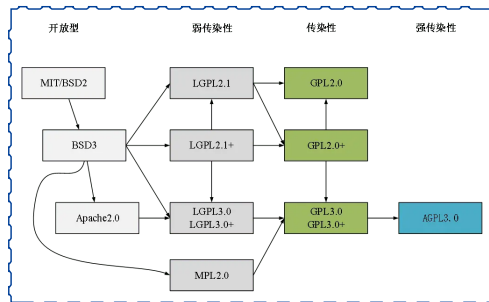 开放型
弱传染性
传染性
强传染性
MIT/BSD2
LGPL2.1
GPL2.0
BSD3
LGPL2.1+
GPL2.0+
Apache2.0
LGPL3.0
LGPL3.0+
GPL3.0
GPL3.0+
AGPL3.0
MPL2.0